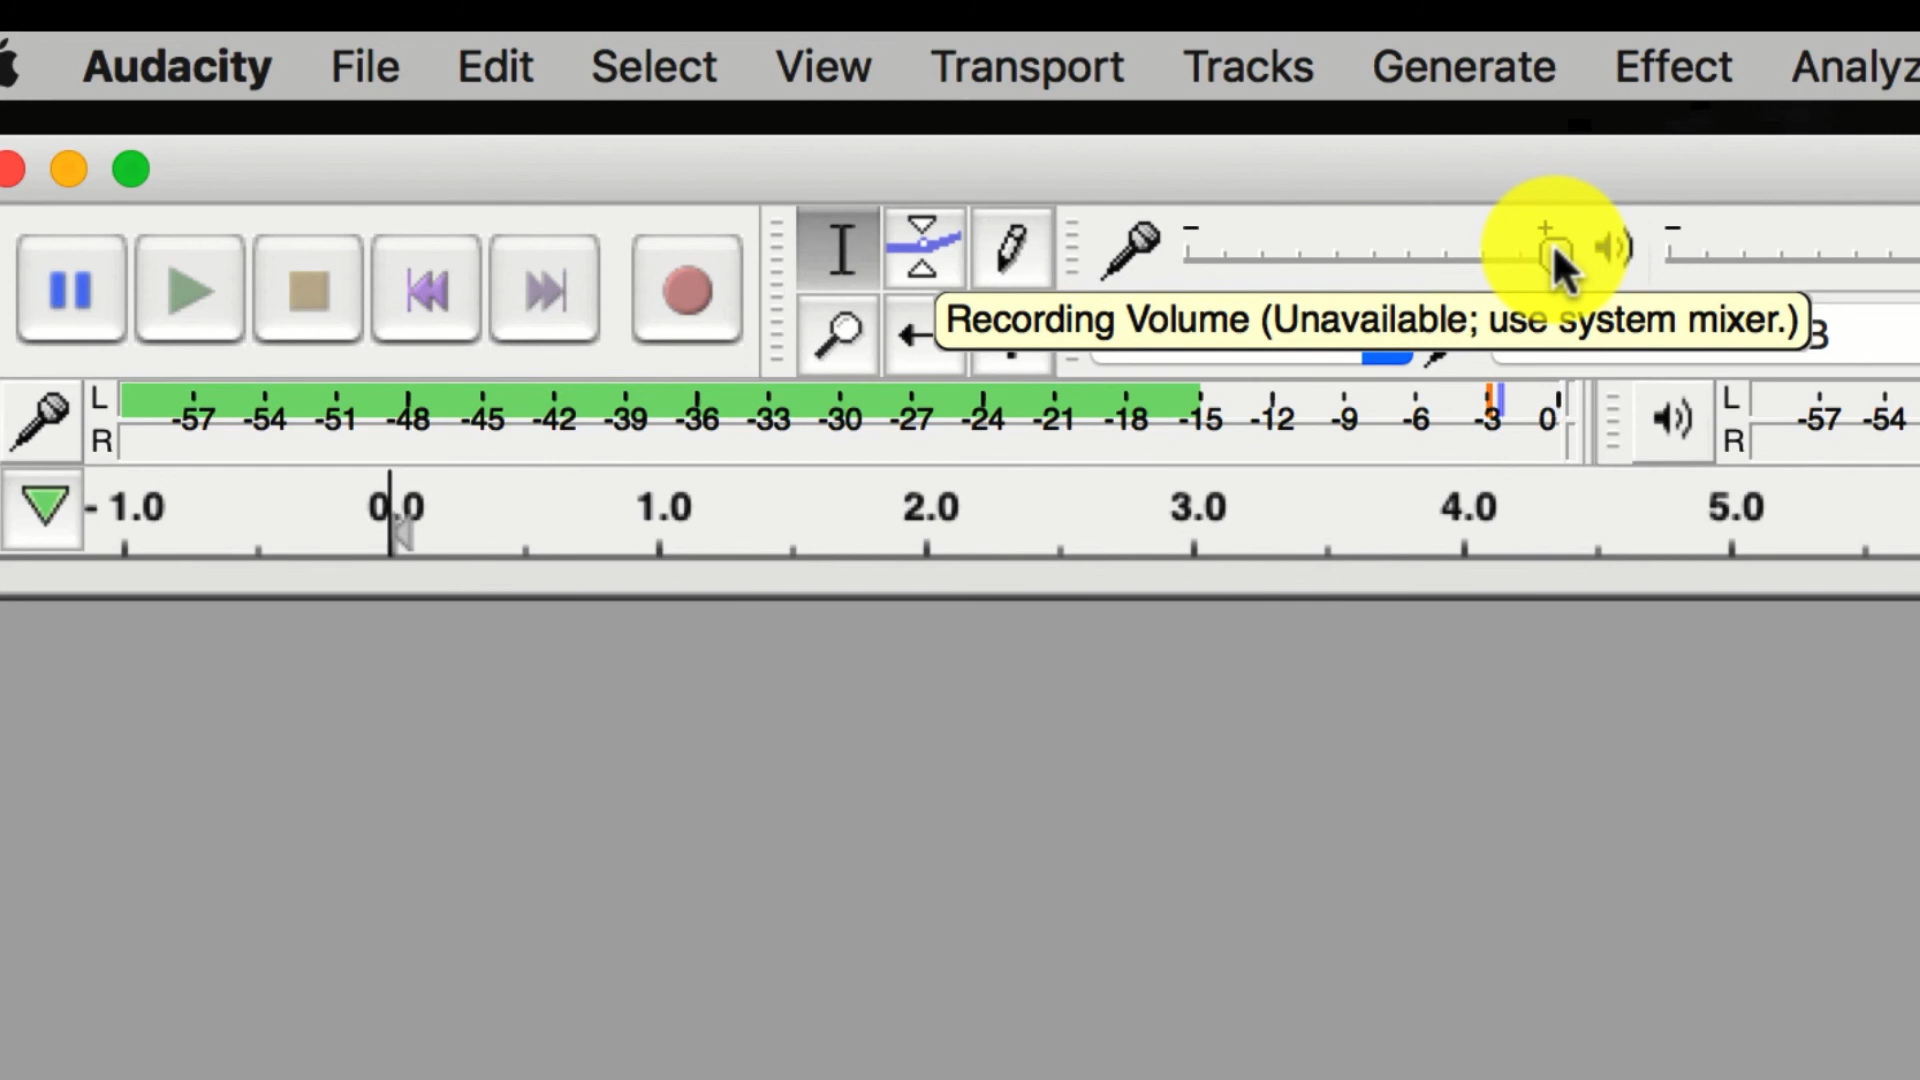 Audacity File Edit Select View Transport Tracks Generate Effect Analyz
- + -
Recording Volume (Unavailable; use system mixer.) B
L -57 -54 -51 -48 -45 -42 -39 -36 -33 -30 -27 -24 -21 -18 -15 -12 -9 -6 -3 0 L -57 -54
R R
- 1.0 0.0 1.0 2.0 3.0 4.0 5.0